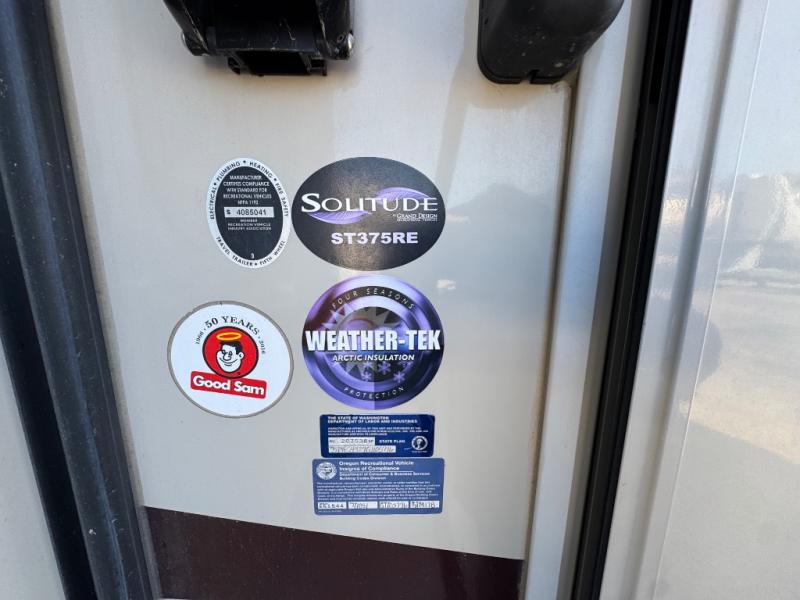 ELECTRICAL • PLUMBING • HEATING • FIRE SAFETY
MANUFACTURER
CERTIFIES COMPLIANCE
WITH STANDARD FOR
RECREATIONAL VEHICLES
NFPA 1192
4085041
MEMBER
RECREATION VEHICLE
INDUSTRY ASSOCIATION
3
TRAVEL TRAILER • FIFTH WHEEL
SOLITUDE
BY GRAND DESIGN
ST375RE
1966 • 50 YEARS • 2016
Good Sam
FOUR SEASONS
WEATHER-TEK
ARCTIC INSULATION
PROTECTION
THE STATE OF WASHINGTON
DEPARTMENT OF LABOR AND INDUSTRIES
STATE PLAN
Oregon Recreational Vehicle
Insignia of Compliance
Department of Consumer & Business Services
Building Codes Division